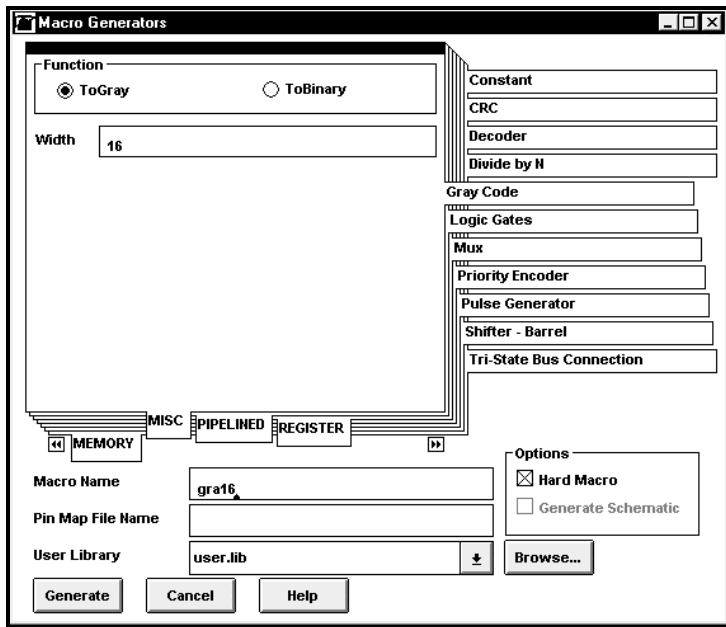 Macro Generators
Function
ToGray ToBinary
Width 16
Constant
CRC
Decoder
Divide by N
Gray Code
Logic Gates
Mux
Priority Encoder
Pulse Generator
Shifter - Barrel
Tri-State Bus Connection
MEMORY MISC PIPELINED REGISTER
Macro Name gra16
Pin Map File Name
User Library user.lib
Options
Hard Macro
Generate Schematic
Browse...
Generate Cancel Help